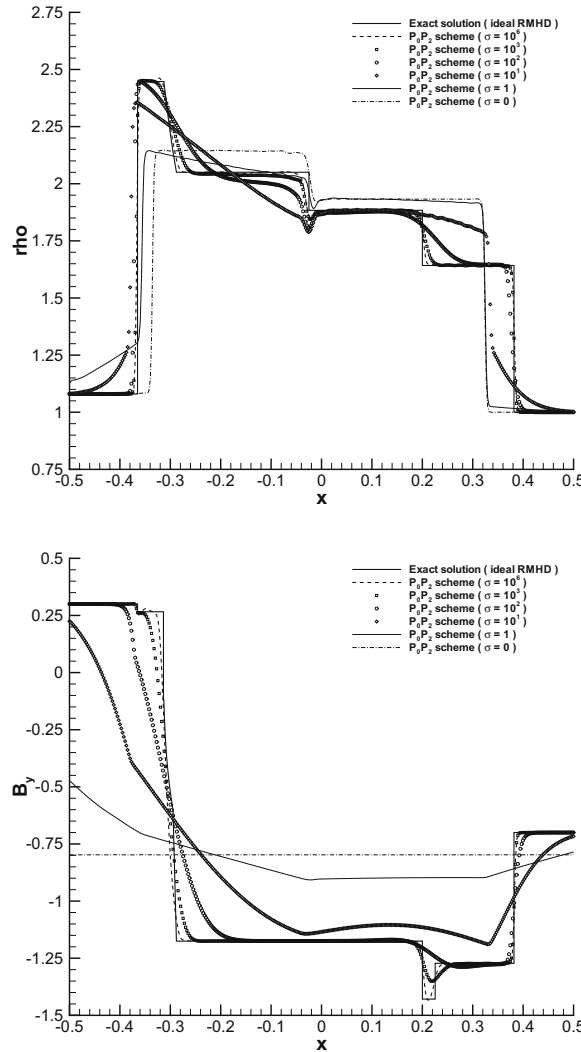 Exact solution ( ideal RMHD )
P₀P₂ scheme ( σ = 10⁶)
P₀P₂ scheme ( σ = 10³)
P₀P₂ scheme ( σ = 10²)
P₀P₂ scheme ( σ = 10¹)
P₀P₂ scheme ( σ = 1)
P₀P₂ scheme ( σ = 0)
2.75
2.5
2.25
2
1.75
1.5
1.25
1
0.75
rho
-0.5 -0.4 -0.3 -0.2 -0.1 0 0.1 0.2 0.3 0.4 0.5
x
Exact solution ( ideal RMHD )
P₀P₂ scheme ( σ = 10⁶)
P₀P₂ scheme ( σ = 10³)
P₀P₂ scheme ( σ = 10²)
P₀P₂ scheme ( σ = 10¹)
P₀P₂ scheme ( σ = 1)
P₀P₂ scheme ( σ = 0)
0.5
0.25
0
-0.25
-0.5
-0.75
-1
-1.25
-1.5
B_y
-0.5 -0.4 -0.3 -0.2 -0.1 0 0.1 0.2 0.3 0.4 0.5
x